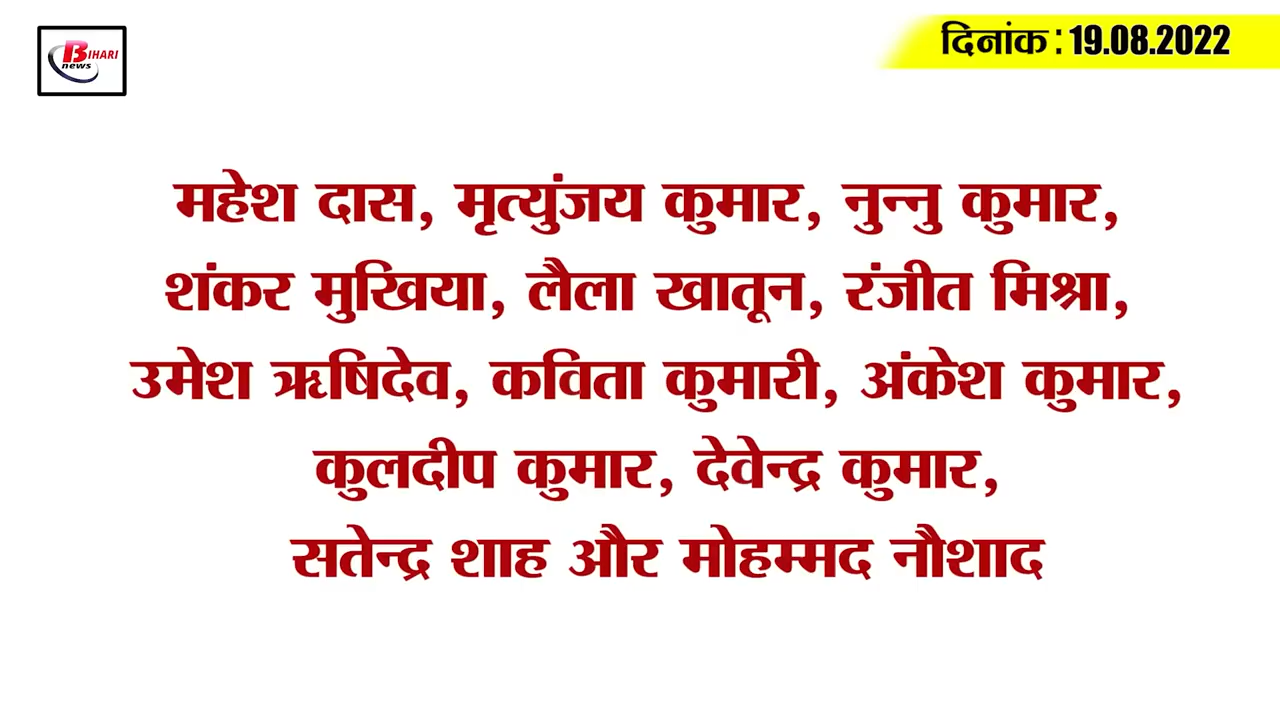 BIHARI
news
दिनांक : 19.08.2022
महेश दास, मृत्युंजय कुमार, नुन्नु कुमार,
शंकर मुखिया, लैला खातून, रंजीत मिश्रा,
उमेश ऋषिदेव, कविता कुमारी, अंकेश कुमार,
कुलदीप कुमार, देवेन्द्र कुमार,
सतेन्द्र शाह और मोहम्मद नौशाद